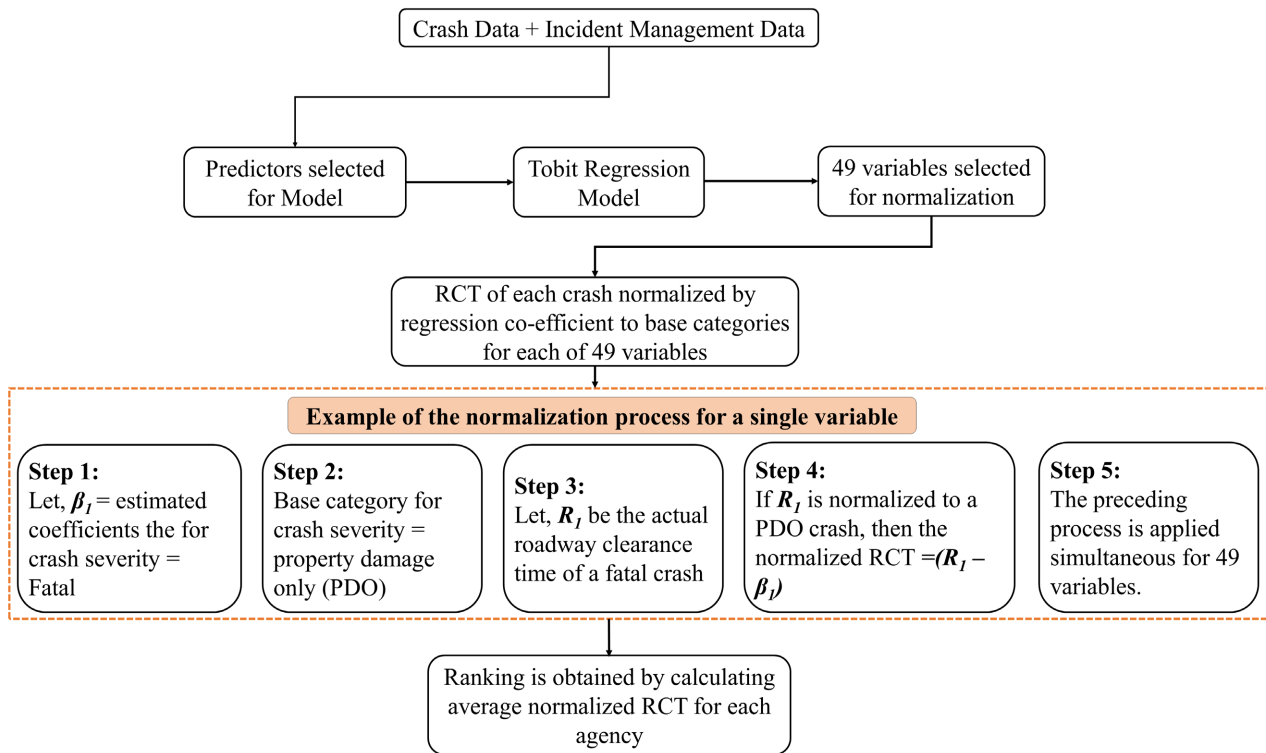 Crash Data + Incident Management Data
Predictors selected
for Model
Tobit Regression
Model
49 variables selected
for normalization
RCT of each crash normalized by
regression co-efficient to base categories
for each of 49 variables
Example of the normalization process for a single variable
Step 1:
Let, β₁ = estimated
coefficients the for
crash severity =
Fatal
Step 2:
Base category for
crash severity =
property damage
only (PDO)
Step 3:
Let, R₁ be the actual
roadway clearance
time of a fatal crash
Step 4:
If R₁ is normalized to a
PDO crash, then the
normalized RCT =(R₁ –
β₁)
Step 5:
The preceding
process is applied
simultaneous for 49
variables.
Ranking is obtained by calculating
average normalized RCT for each
agency